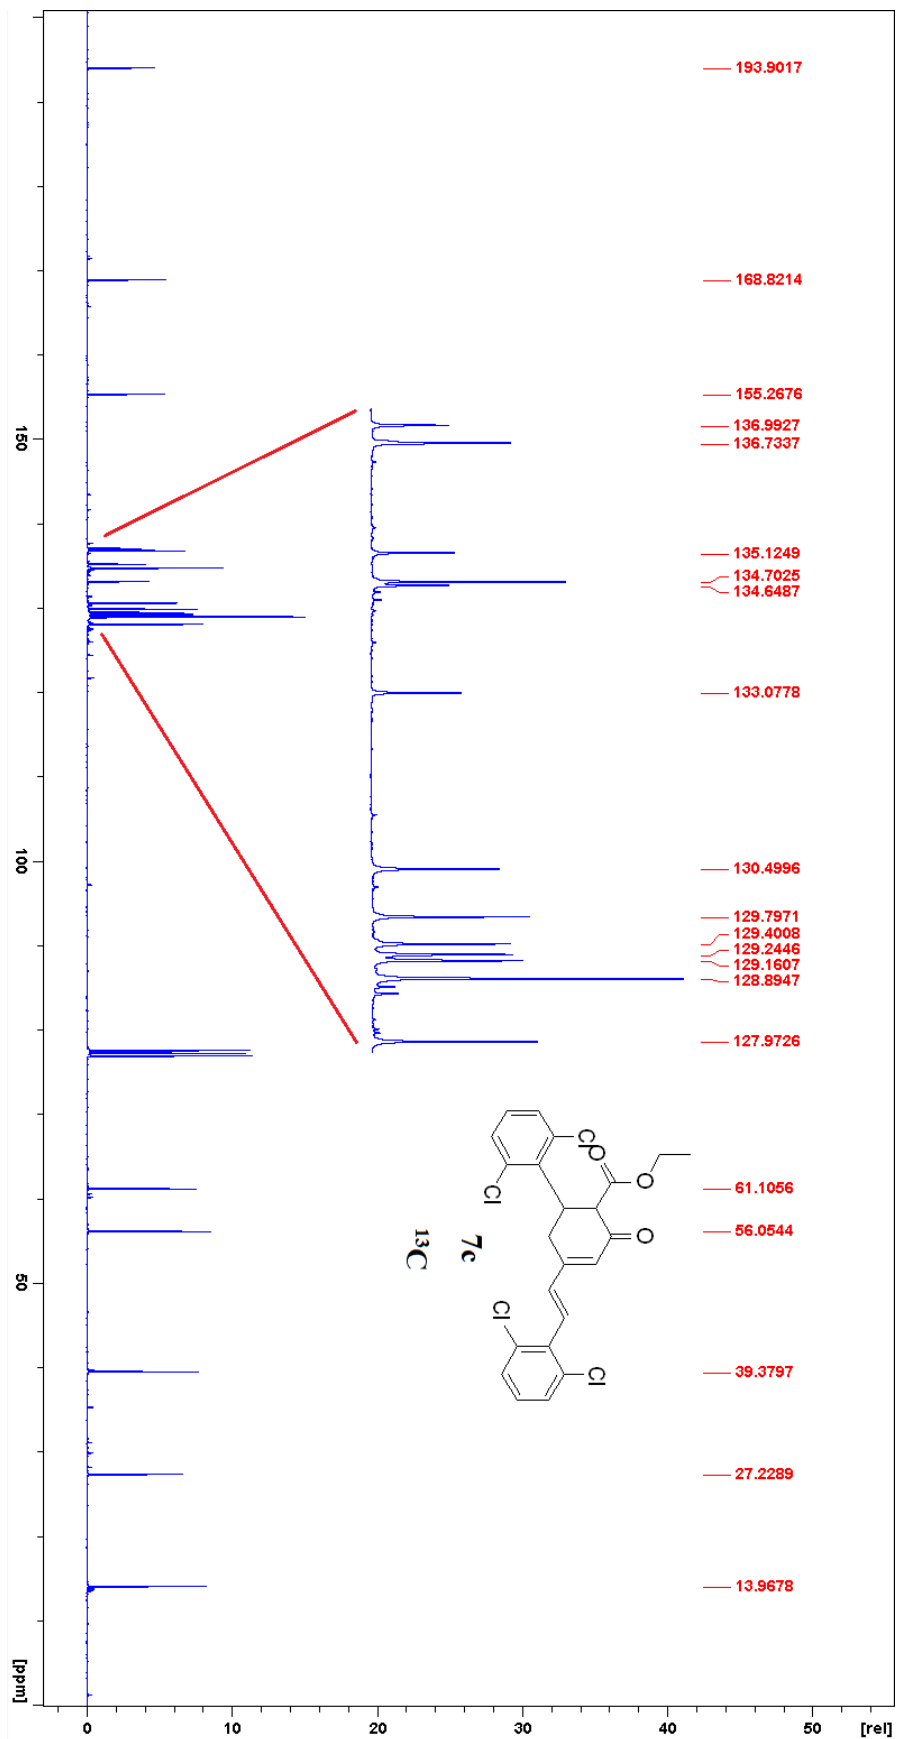 193.9017
168.8214
155.2676
136.9927
136.7337
135.1249
134.7025
134.6487
133.0778
130.4996
129.7971
129.4008
129.2446
129.1607
128.8947
127.9726
61.1056
56.0544
39.3797
27.2289
13.9678
150
100
50
[ppm]
Cl
O
O
Cl
O
7c
13C
Cl
Cl
0
10
20
30
40
50
[rel]